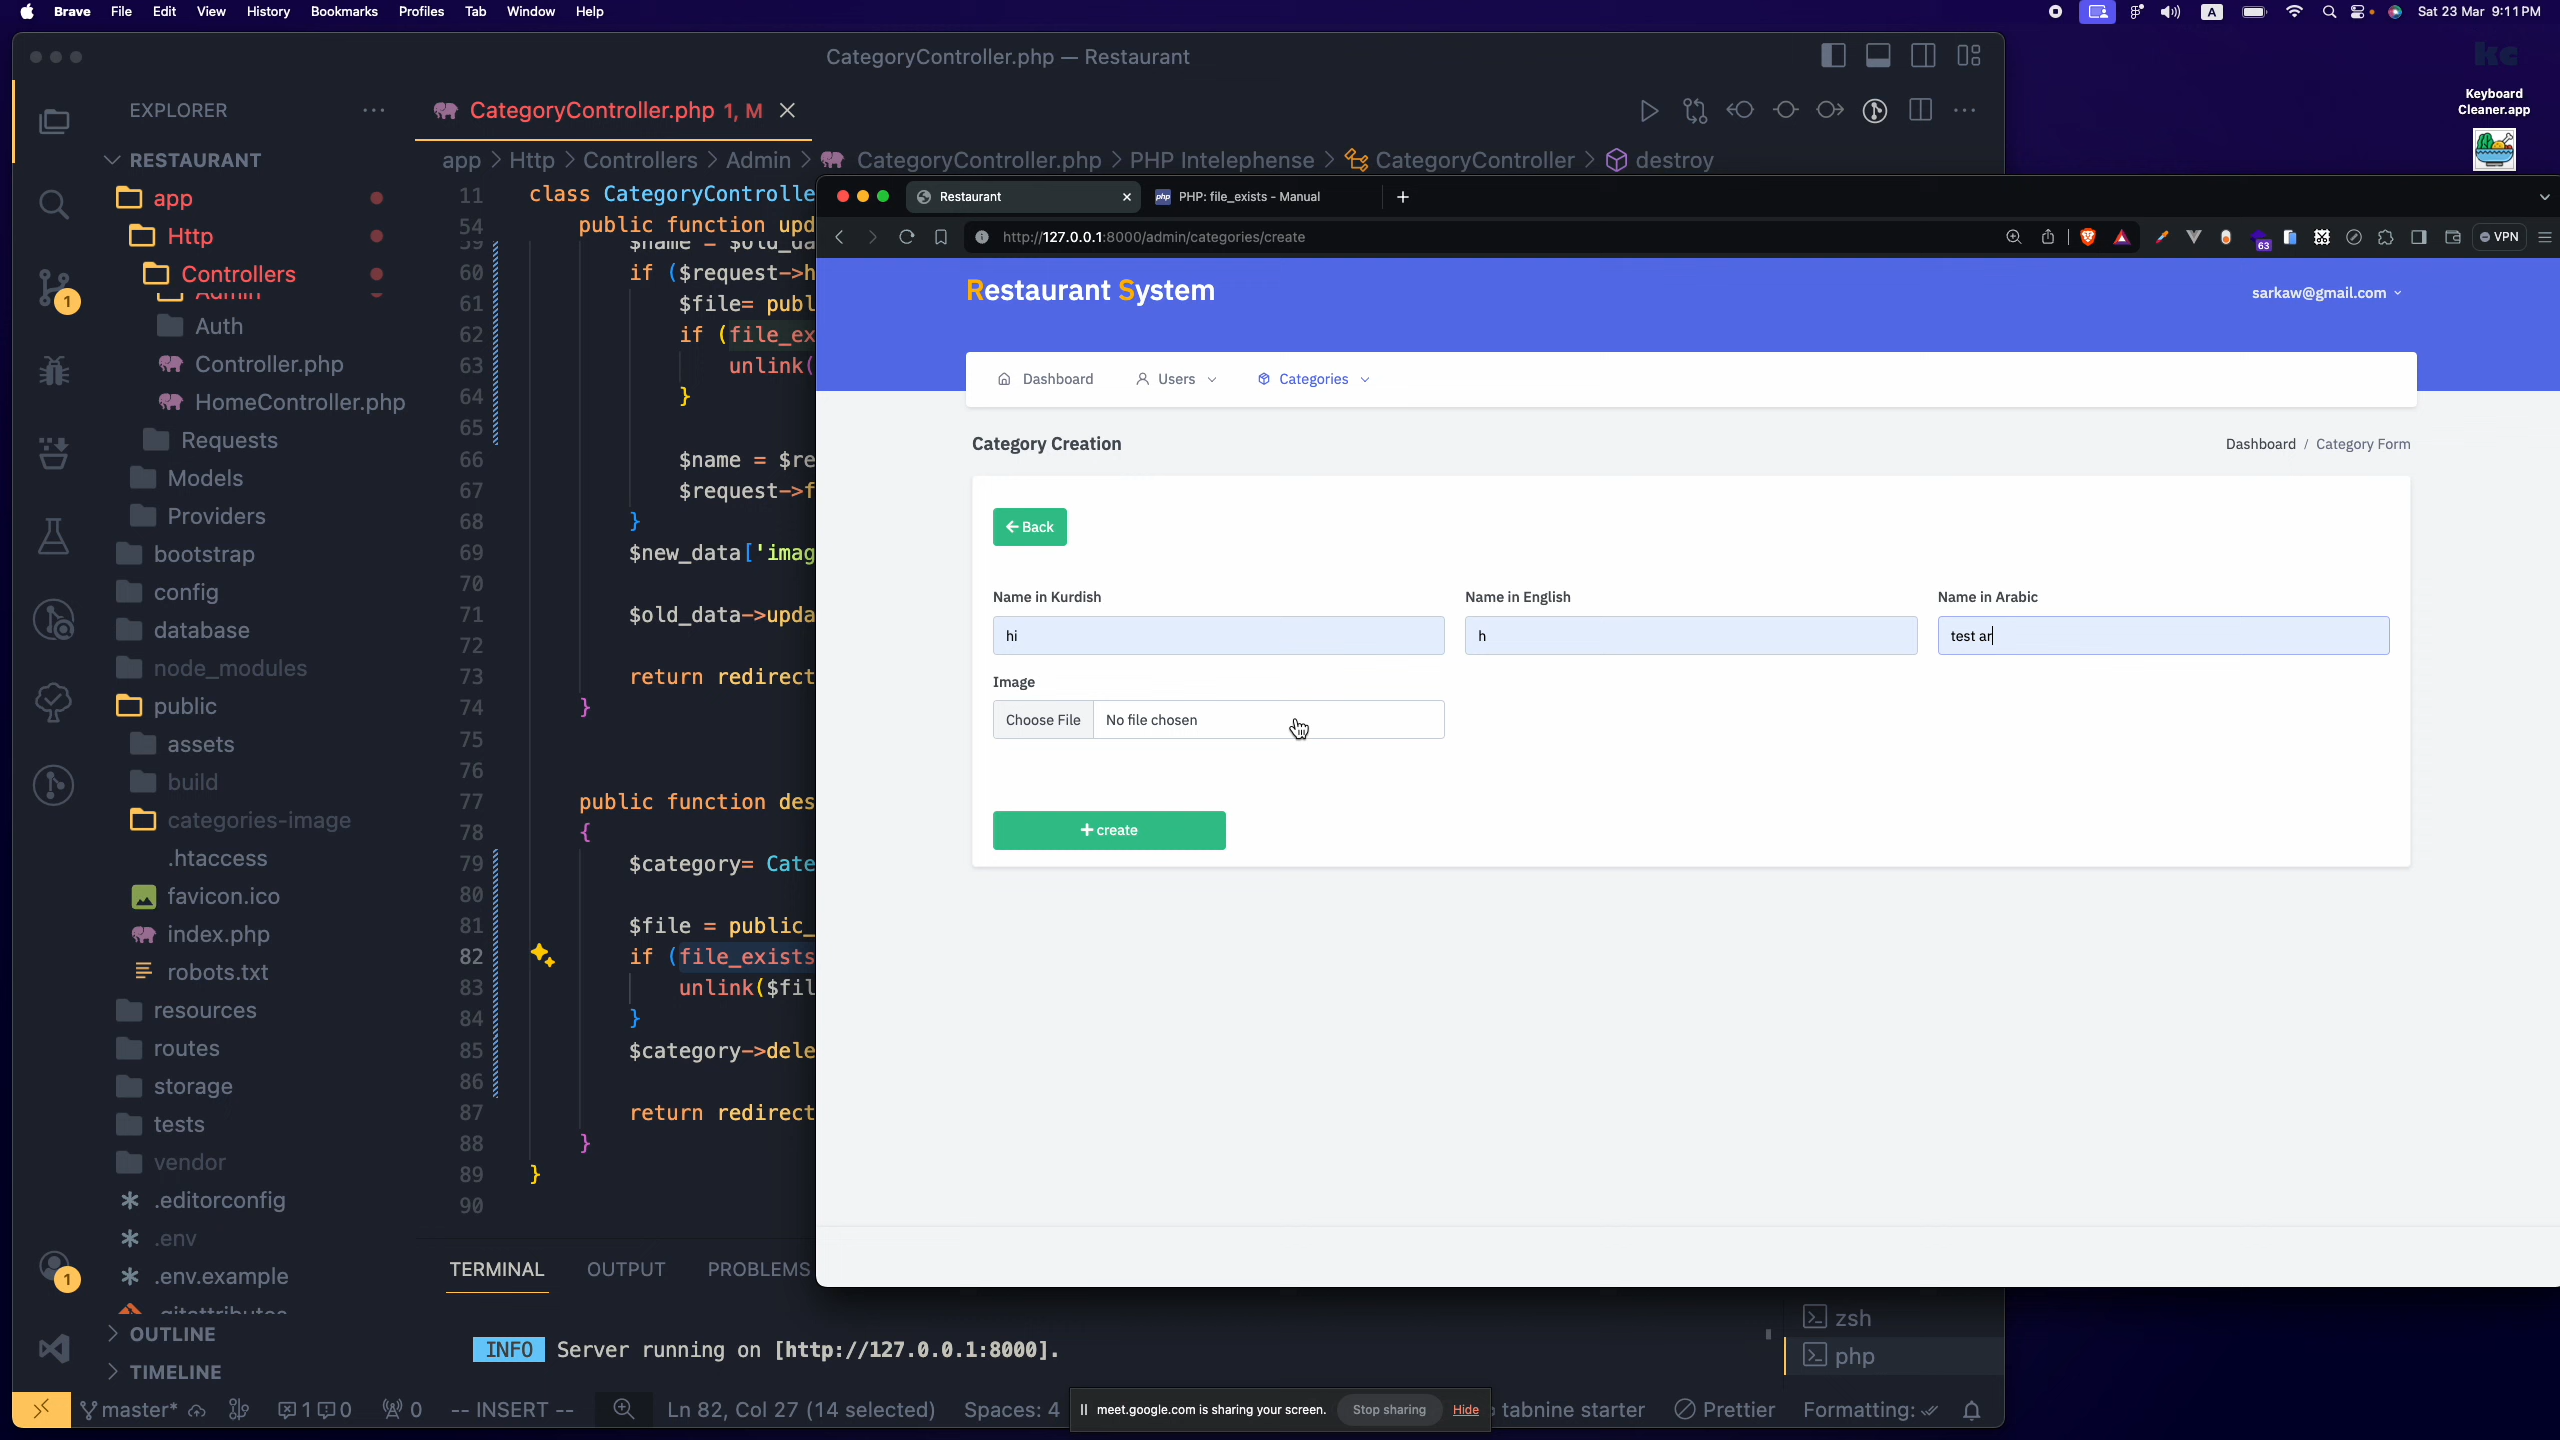 Brave File Edit View History Bookmarks Profiles Tab Window Help
A
Sat 23 Mar 9:11 PM
kc
Keyboard
Cleaner.app
CategoryController.php — Restaurant
EXPLORER
CategoryController.php 1, M
RESTAURANT
app
Http
Controllers
Auth
Controller.php
HomeController.php
Requests
Models
Providers
bootstrap
config
database
node_modules
public
assets
build
categories-image
.htaccess
favicon.ico
index.php
robots.txt
resources
routes
storage
tests
vendor
.editorconfig
.env
.env.example
.gitattributes
OUTLINE
TIMELINE
1
1
app > Http > Controllers > Admin > CategoryController.php > PHP Intelephense > CategoryController > destroy
11 class CategoryControlle
54 public function upd
59 $name = $old_da
60 if ($request->h
61 $file= publ
62 if (file_ex
63 unlink(
64 }
65
66 $name = $re
67 $request->f
68 }
69 $new_data['imag
70
71 $old_data->upda
72
73 return redirect
74 }
75
76
77 public function des
78 {
79 $category= Cate
80
81 $file = public_
82 if (file_exists
83 unlink($fil
84 }
85 $category->dele
86
87 return redirect
88 }
89 }
90
TERMINAL OUTPUT PROBLEMS
INFO Server running on [http://127.0.0.1:8000].
zsh
php
master* 1 0 0 -- INSERT -- Ln 82, Col 27 (14 selected) Spaces: 4
tabnine starter Prettier Formatting:
meet.google.com is sharing your screen. Stop sharing Hide
Restaurant
php PHP: file_exists - Manual
http://127.0.0.1:8000/admin/categories/create
63
VPN
Restaurant System
sarkaw@gmail.com
Dashboard Users Categories
Category Creation
Dashboard / Category Form
Back
Name in Kurdish Name in English Name in Arabic
hi h test ar
Image
Choose File No file chosen
create